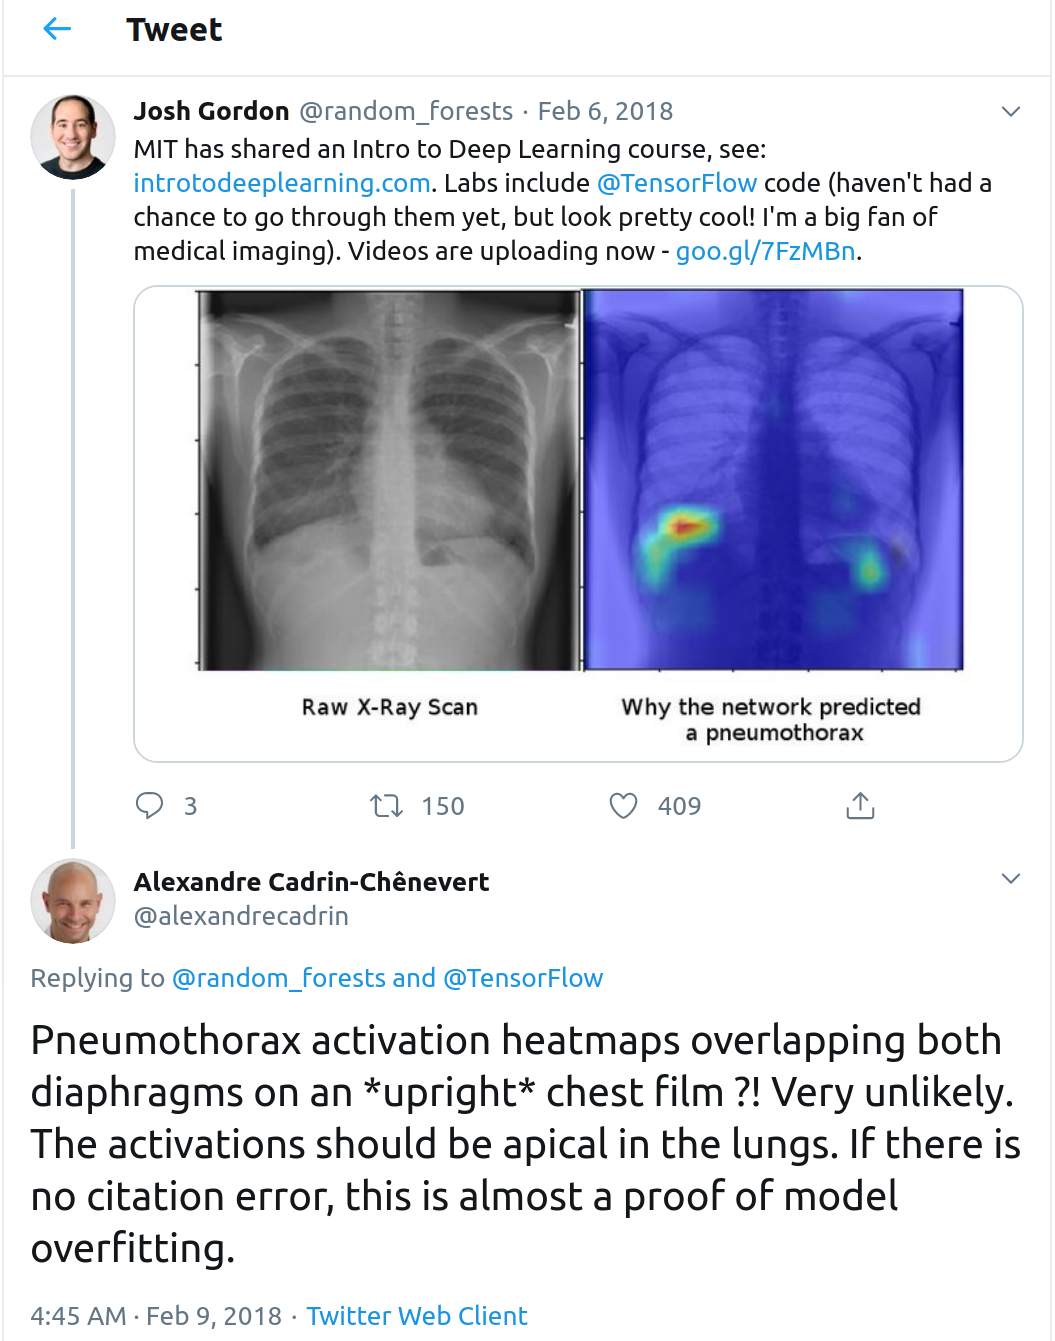 Tweet
Josh Gordon @random_forests · Feb 6, 2018
MIT has shared an Intro to Deep Learning course, see:
introtodeeplearning.com. Labs include @TensorFlow code (haven't had a
chance to go through them yet, but look pretty cool! I'm a big fan of
medical imaging). Videos are uploading now - goo.gl/7FzMBn.
Raw X-Ray Scan
Why the network predicted
a pneumothorax
3 150 409
Alexandre Cadrin-Chênevert
@alexandrecadrin
Replying to @random_forests and @TensorFlow
Pneumothorax activation heatmaps overlapping both
diaphragms on an *upright* chest film ?! Very unlikely.
The activations should be apical in the lungs. If there is
no citation error, this is almost a proof of model
overfitting.
4:45 AM · Feb 9, 2018 · Twitter Web Client